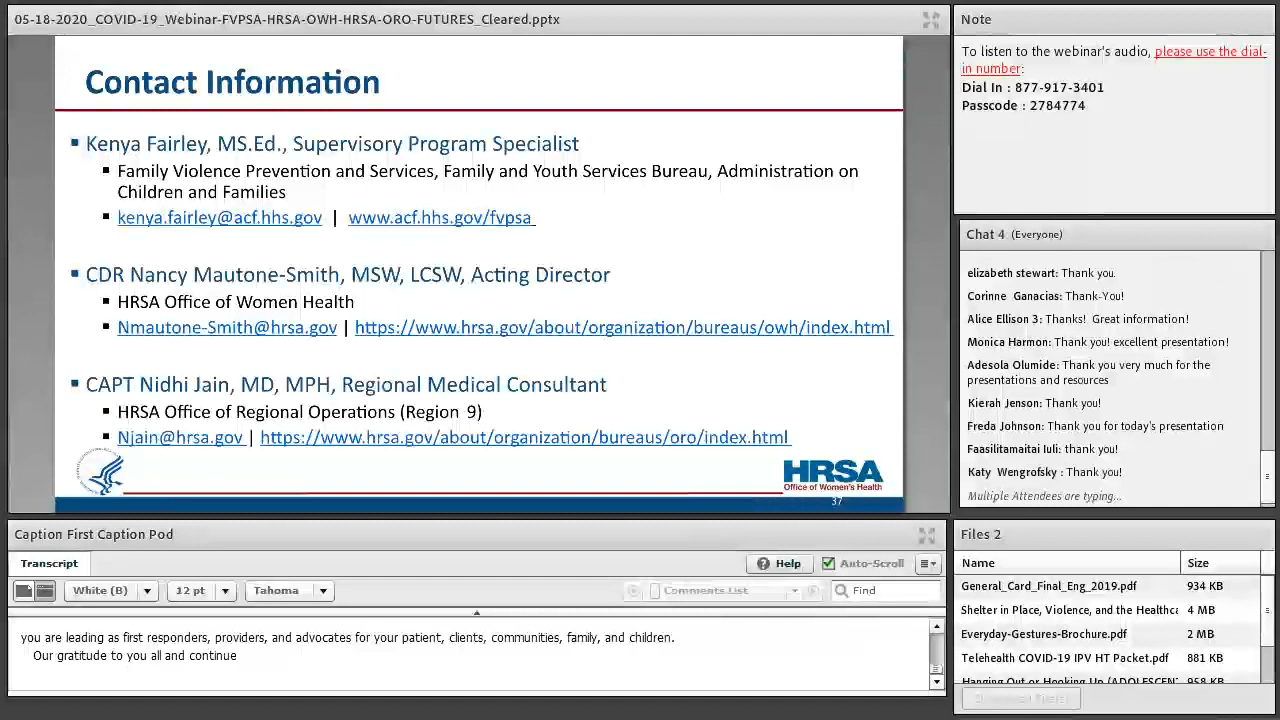 05-18-2020_COVID-19_Webinar-FVPSA-HRSA-OWH-HRSA-ORO-FUTURES_Cleared.pptx
Contact Information
Kenya Fairley, MS.Ed., Supervisory Program Specialist
Family Violence Prevention and Services, Family and Youth Services Bureau, Administration on
Children and Families
kenya.fairley@acf.hhs.gov | www.acf.hhs.gov/fvpsa
CDR Nancy Mautone-Smith, MSW, LCSW, Acting Director
HRSA Office of Women Health
Nmautone-Smith@hrsa.gov | https://www.hrsa.gov/about/organization/bureaus/owh/index.html
CAPT Nidhi Jain, MD, MPH, Regional Medical Consultant
HRSA Office of Regional Operations (Region 9)
Njain@hrsa.gov | https://www.hrsa.gov/about/organization/bureaus/oro/index.html
HRSA
Office of Women's Health
37
Note
To listen to the webinar's audio, please use the dial-
in number:
Dial In : 877-917-3401
Passcode : 2784774
Chat 4 (Everyone)
elizabeth stewart: Thank you.
Corinne Ganacias: Thank-You!
Alice Ellison 3: Thanks! Great information!
Monica Harmon: Thank you! excellent presentation!
Adesola Olumide: Thank you very much for the
presentations and resources
Kierah Jenson: Thank you!
Freda Johnson: Thank you for today's presentation
Faasilitamaitai Iuli: thank you!
Katy Wengrofsky : Thank you!
Multiple Attendees are typing...
Caption First Caption Pod
Transcript
Help
Auto-Scroll
White (B)
12 pt
Tahoma
Comments List
Find
you are leading as first responders, providers, and advocates for your patient, clients, communities, family, and children.
Our gratitude to you all and continue
Files 2
Name Size
General_Card_Final_Eng_2019.pdf 934 KB
Shelter in Place, Violence, and the Healthca 4 MB
Everyday-Gestures-Brochure.pdf 2 MB
Telehealth COVID-19 IPV HT Packet.pdf 881 KB
Hanging Out or Hooking Up (ADOLESCENT 958 KB